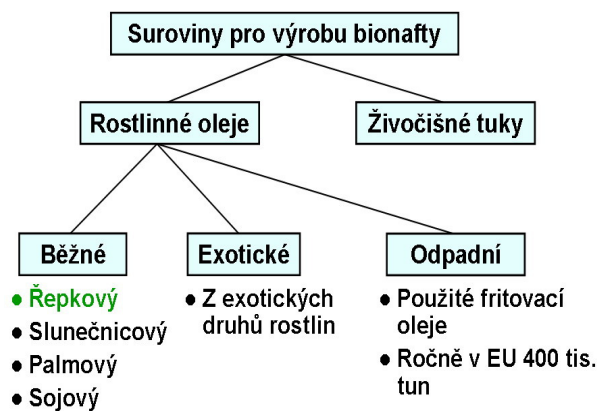 Suroviny pro výrobu bionafty
Rostlinné oleje
Živočišné tuky
Běžné
Exotické
Odpadní
● Řepkový
● Slunečnicový
● Palmový
● Sojový
● Z exotických
druhů rostlin
● Použité fritovací
oleje
● Ročně v EU 400 tis.
tun